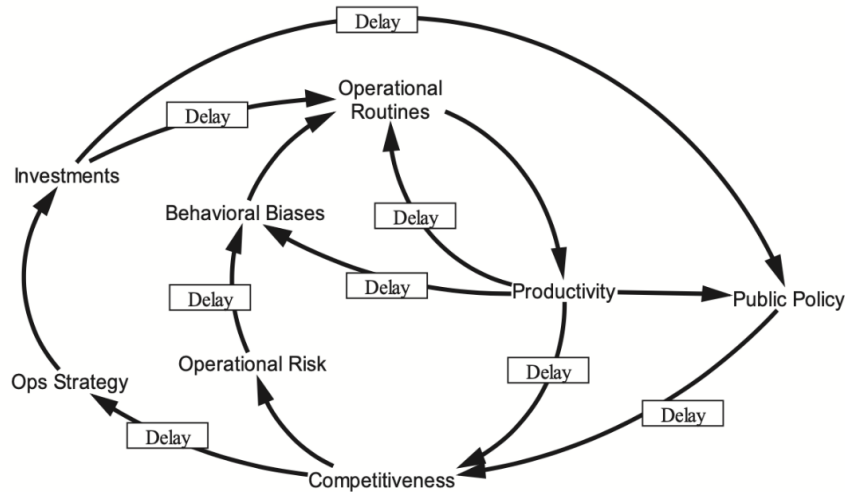 Delay
Operational
Routines
Delay
Investments
Behavioral Biases
Delay
Delay
Productivity
Public Policy
Delay
Operational Risk
Delay
Ops Strategy
Delay
Delay
Competitiveness